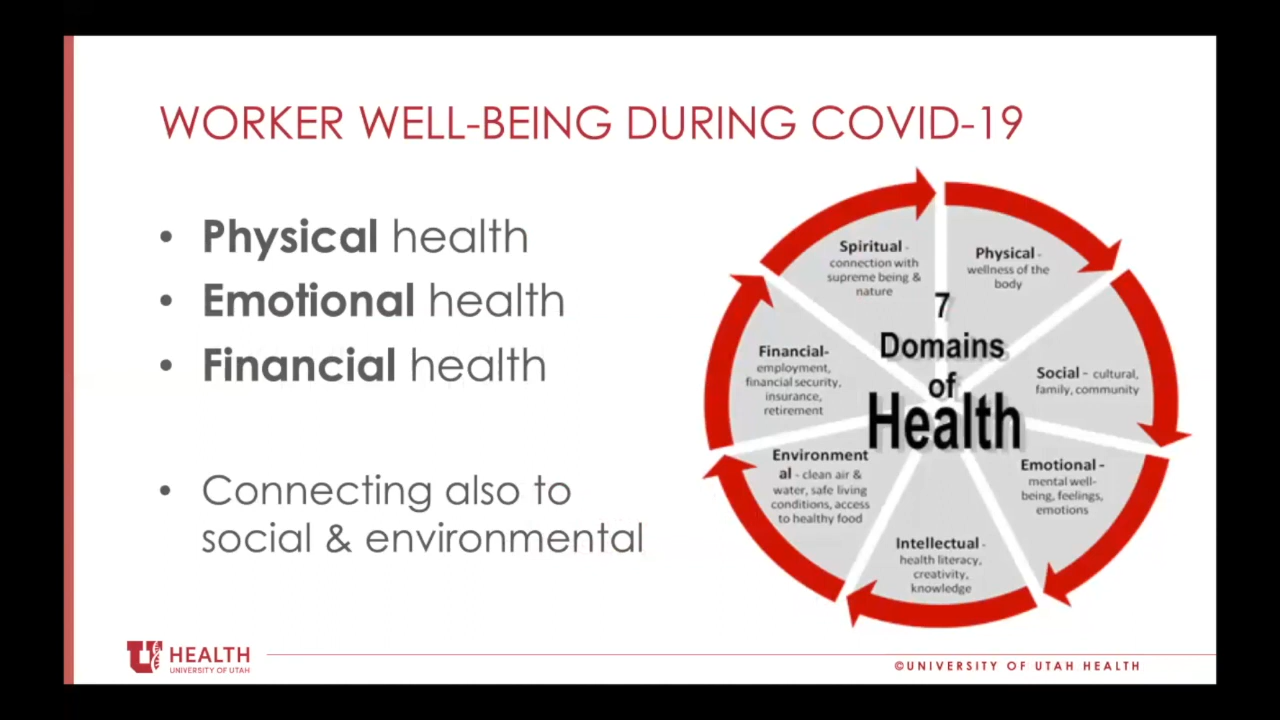 WORKER WELL-BEING DURING COVID-19
• Physical health
• Emotional health
• Financial health
• Connecting also to
social & environmental
7
Domains
of
Health
Physical -
wellness of the
body
Social - cultural,
family, community
Emotional -
mental well-
being, feelings,
emotions
Intellectual -
health literacy,
creativity,
knowledge
Environment
al - clean air &
water, safe living
conditions, access
to healthy food
Financial-
employment,
financial security,
insurance,
retirement
Spiritual -
connection with
supreme being &
nature
U HEALTH
UNIVERSITY OF UTAH
©UNIVERSITY OF UTAH HEALTH